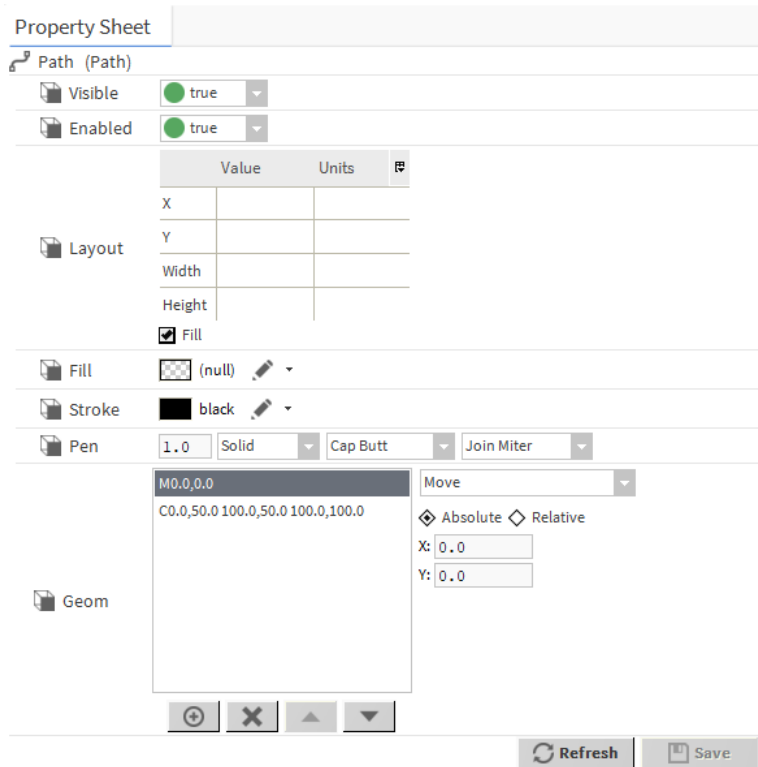 Property Sheet
Path (Path)
Visible true
Enabled true
Value Units
X
Y
Layout
Width
Height
Fill
Fill (null)
Stroke black
Pen 1.0 Solid Cap Butt Join Miter
M0.0,0.0 Move
C0.0,50.0 100.0,50.0 100.0,100.0 Absolute Relative
X: 0.0
Y: 0.0
Geom
Refresh Save